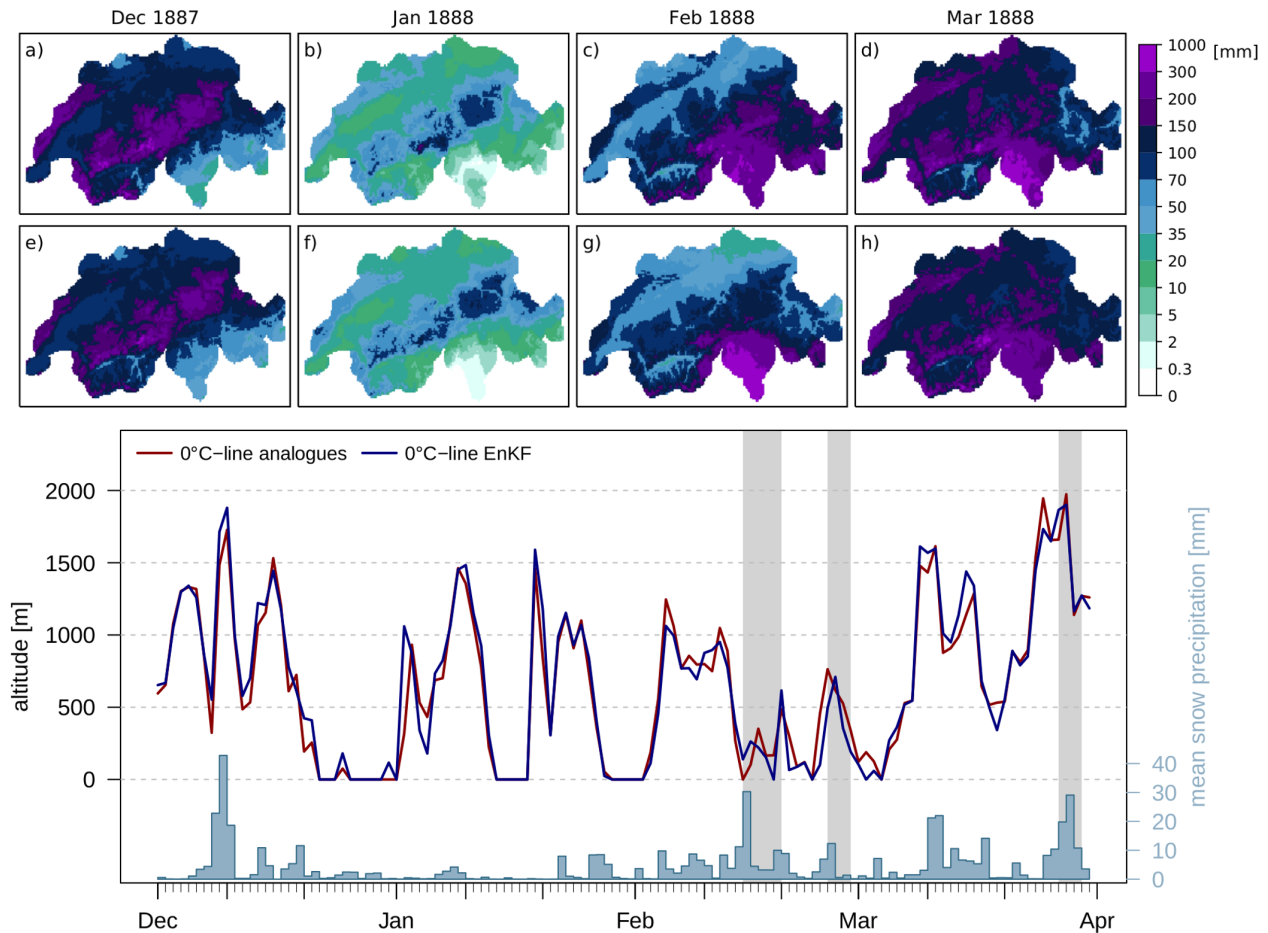 Dec 1887 Jan 1888 Feb 1888 Mar 1888
a) b) c) d)
1000 [mm]
300
200
150
100
70
50
35
20
10
5
2
0.3
0
e) f) g) h)
0°C−line analogues 0°C−line EnKF
2000
1500
1000
500
0
altitude [m]
40
30
20
10
0
mean snow precipitation [mm]
Dec Jan Feb Mar Apr